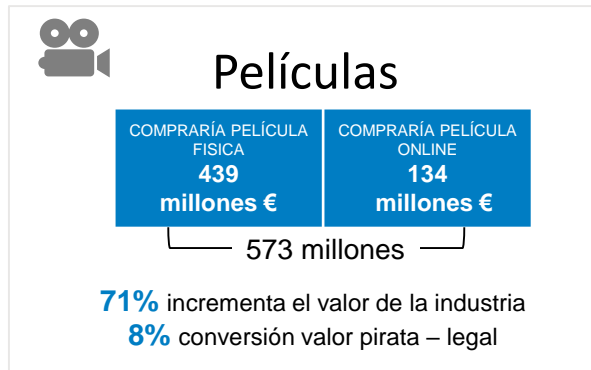 Películas
COMPRARÍA PELÍCULA
FISICA
439
millones €
COMPRARÍA PELÍCULA
ONLINE
134
millones €
573 millones
71% incrementa el valor de la industria
8% conversión valor pirata – legal